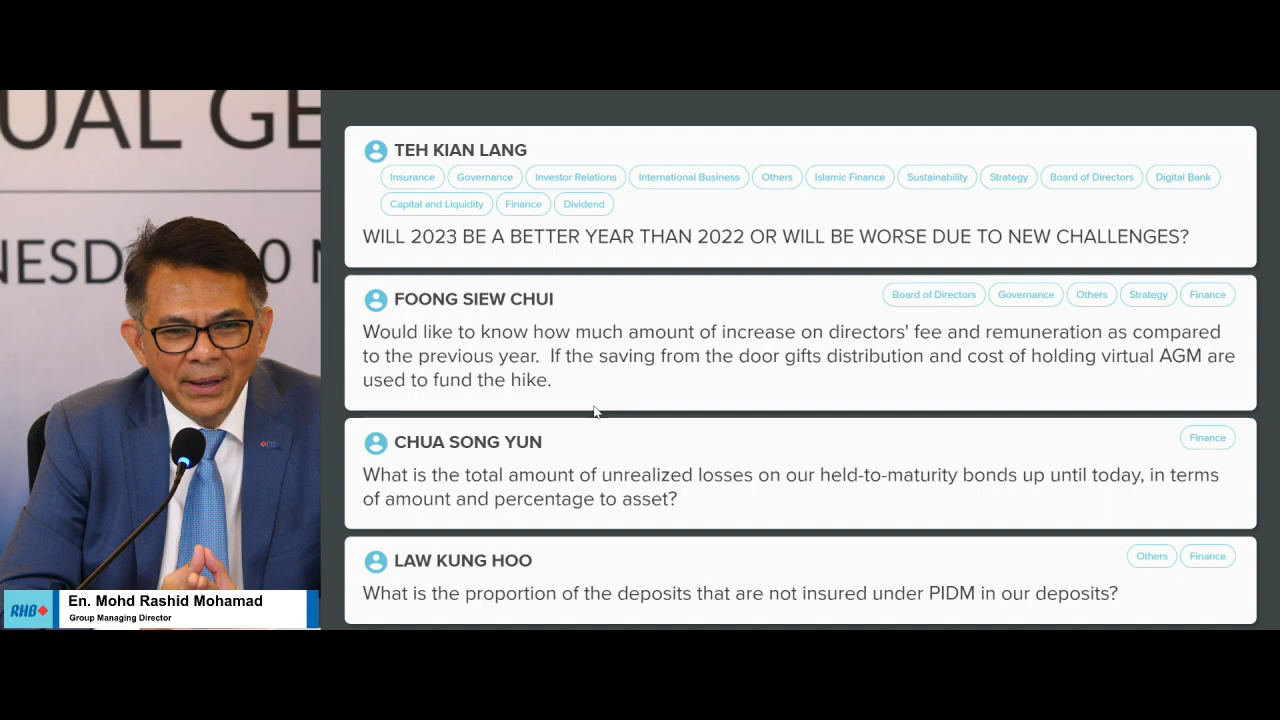 UAL GE
NESD 0
RHB
En. Mohd Rashid Mohamad
Group Managing Director
TEH KIAN LANG
Insurance Governance Investor Relations International Business Others Islamic Finance Sustainability Strategy Board of Directors Digital Bank
Capital and Liquidity Finance Dividend
WILL 2023 BE A BETTER YEAR THAN 2022 OR WILL BE WORSE DUE TO NEW CHALLENGES?
FOONG SIEW CHUI
Board of Directors Governance Others Strategy Finance
Would like to know how much amount of increase on directors' fee and remuneration as compared
to the previous year.  If the saving from the door gifts distribution and cost of holding virtual AGM are
used to fund the hike.
CHUA SONG YUN
Finance
What is the total amount of unrealized losses on our held-to-maturity bonds up until today, in terms
of amount and percentage to asset?
LAW KUNG HOO
Others Finance
What is the proportion of the deposits that are not insured under PIDM in our deposits?